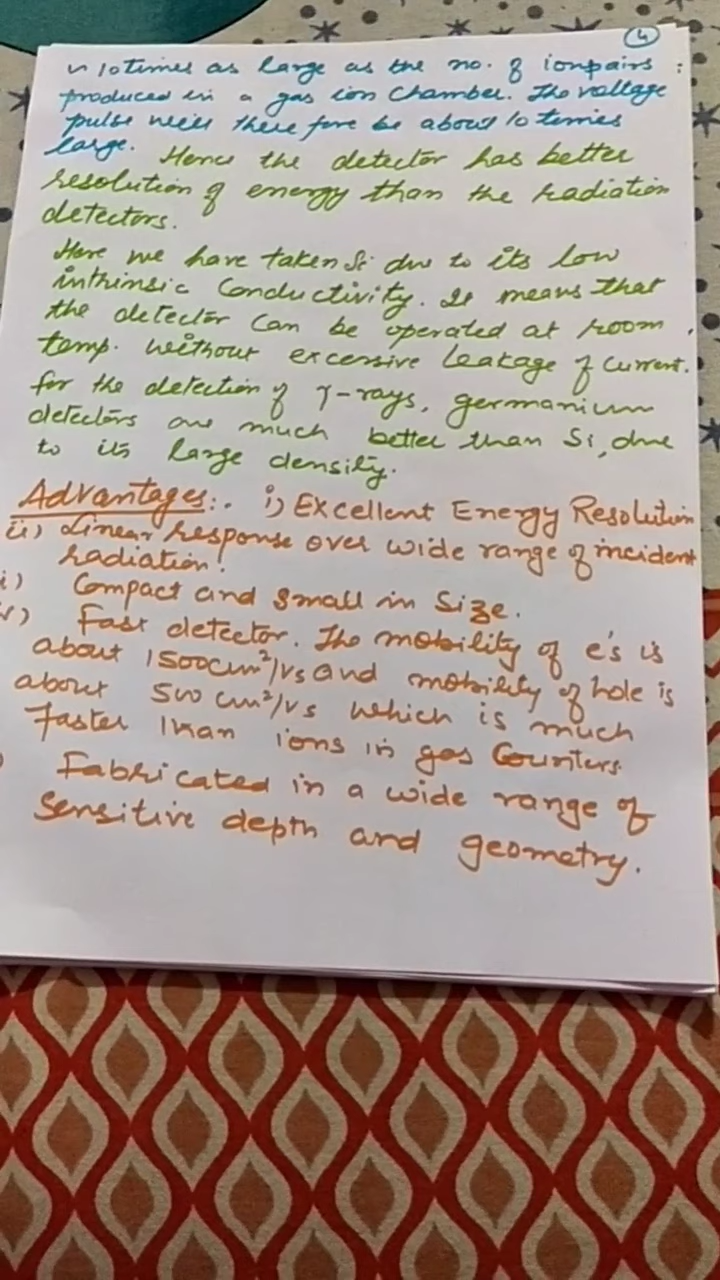 4
~ 10 times as large as the no. of ionpairs
produced in a gas ion chamber. The voltage
pulse will there fore be about 10 times
large. Hence the detector has better
resolution of energy than the radiation
detectors.
Here we have taken Si due to its low
inthinsic Conductivity. It means that
the detector can be operated at room
temp. without excessive leakage of current.
for the detection of γ-rays, germanium
detectors are much better than Si, due
to its large density.
Advantages:. i) Excellent Energy Resolution
ii) Linear response over wide range of incident
radiation.
i) Compact and small in size.
v) Fast detector. The mobility of e's is
about 1500cm²/vs and mobility of hole is
about 500 cm²/vs which is much
faster than ions in gas counters.
Fabricated in a wide range of
sensitive depth and geometry.